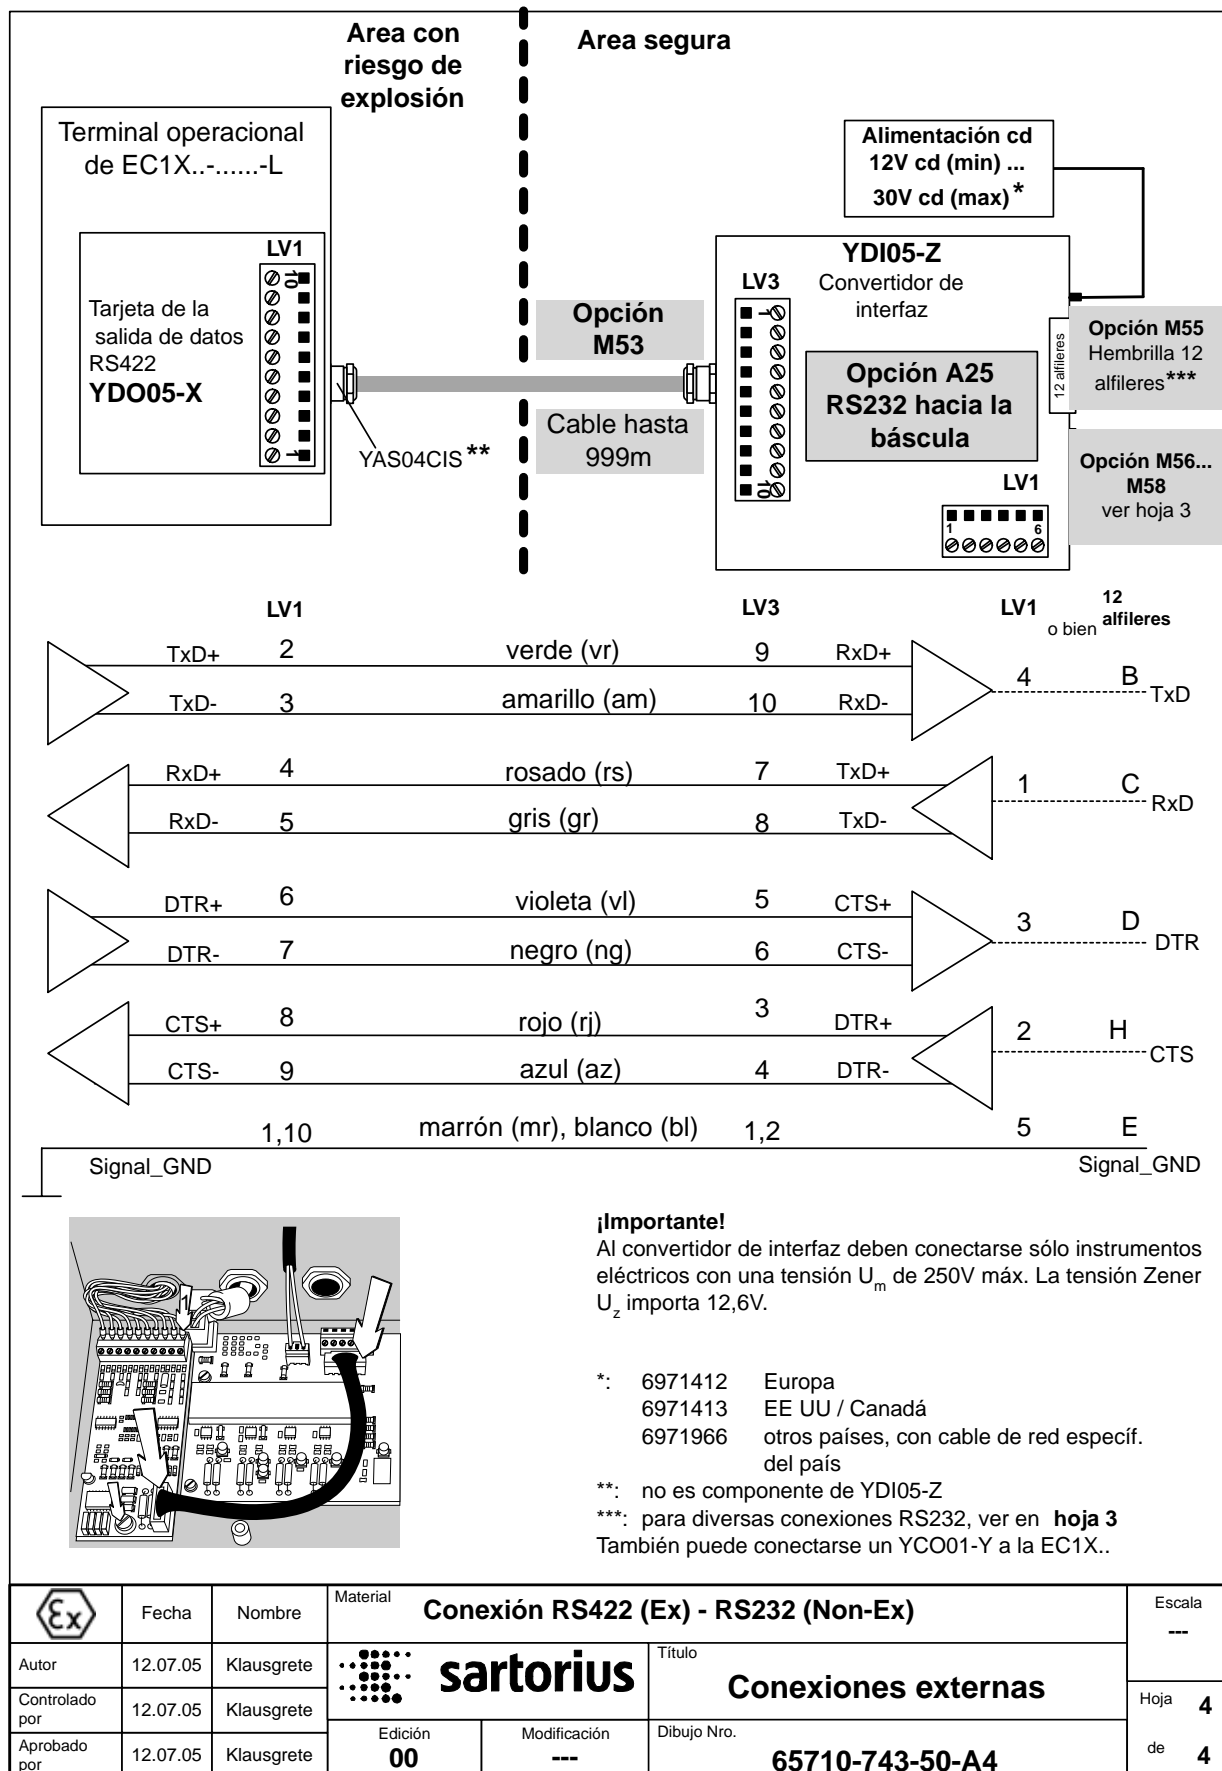 Area con
riesgo de
explosión
Area segura
Terminal operacional
de EC1X..-......-L
Alimentación cd
12V cd (min) ...
30V cd (max) *
LV1
10
1
Tarjeta de la
salida de datos
RS422
YDO05-X
YAS04CIS **
Opción
M53
Cable hasta
999m
YDI05-Z
Convertidor de
interfaz
LV3
1
10
Opción A25
RS232 hacia la
báscula
12 alfileres
Opción M55
Hembrilla 12
alfileres***
Opción M56...
M58
ver hoja 3
LV1
1 6
LV1 LV3 LV1 o bien 12 alfileres
TxD+ 2 verde (vr) 9 RxD+
TxD- 3 amarillo (am) 10 RxD-
4 B TxD
RxD+ 4 rosado (rs) 7 TxD+
RxD- 5 gris (gr) 8 TxD-
1 C RxD
DTR+ 6 violeta (vl) 5 CTS+
DTR- 7 negro (ng) 6 CTS-
3 D DTR
CTS+ 8 rojo (rj) 3 DTR+
CTS- 9 azul (az) 4 DTR-
2 H CTS
1,10 marrón (mr), blanco (bl) 1,2 5 E
Signal_GND Signal_GND
¡Importante!
Al convertidor de interfaz deben conectarse sólo instrumentos
eléctricos con una tensión Um de 250V máx. La tensión Zener
Uz importa 12,6V.
*: 6971412 Europa
6971413 EE UU / Canadá
6971966 otros países, con cable de red específ.
del país
**: no es componente de YDI05-Z
***: para diversas conexiones RS232, ver en hoja 3
También puede conectarse un YCO01-Y a la EC1X..
Ex
Fecha Nombre
Material
Conexión RS422 (Ex) - RS232 (Non-Ex)
Escala
---
Autor 12.07.05 Klausgrete
sartorius
Título
Conexiones externas
Controlado
por
12.07.05 Klausgrete
Hoja 4
Aprobado
por
12.07.05 Klausgrete
Edición
00
Modificación
---
Dibujo Nro.
65710-743-50-A4
de 4